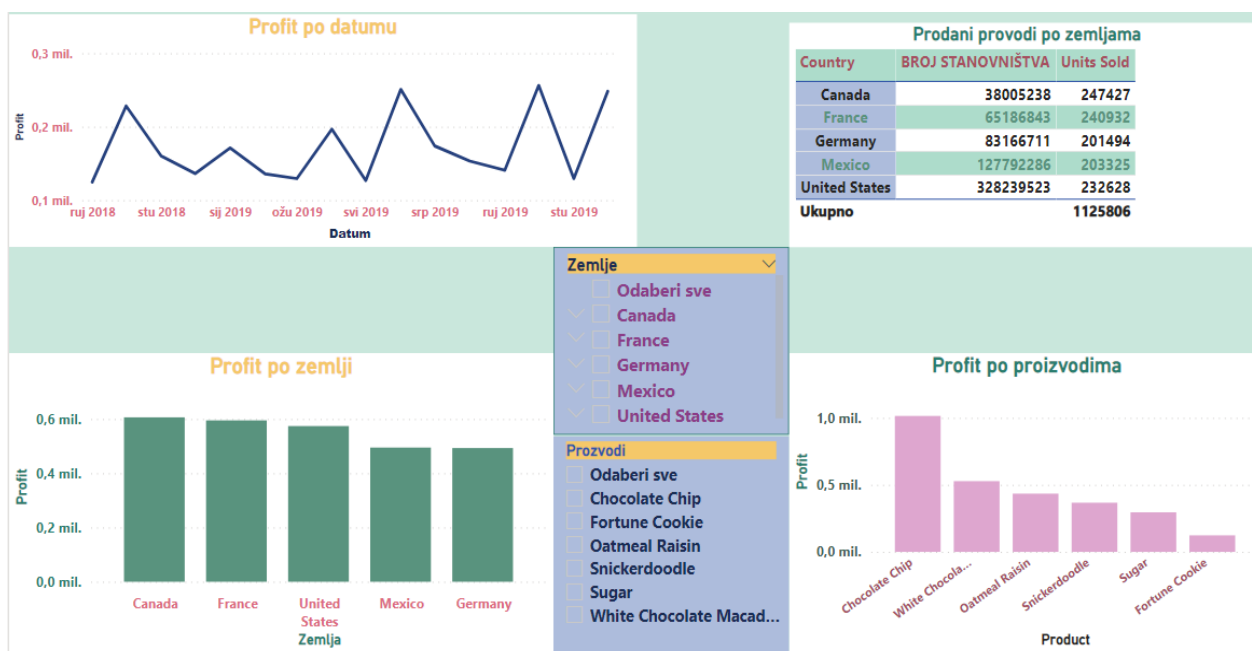 Profit po datumu
0,3 mil.
0,2 mil.
0,1 mil.
Profit
ruj 2018 stu 2018 sij 2019 ožu 2019 svi 2019 srp 2019 ruj 2019 stu 2019
Datum
Prodani provodi po zemljama
Country BROJ STANOVNIŠTVA Units Sold
Canada 38005238 247427
France 65186843 240932
Germany 83166711 201494
Mexico 127792286 203325
United States 328239523 232628
Ukupno 1125806
Zemlje
Odaberi sve
Canada
France
Germany
Mexico
United States
Prozvodi
Odaberi sve
Chocolate Chip
Fortune Cookie
Oatmeal Raisin
Snickerdoodle
Sugar
White Chocolate Macad...
Profit po zemlji
0,6 mil.
0,4 mil.
0,2 mil.
0,0 mil.
Profit
Canada France United States Mexico Germany
Zemlja
Profit po proizvodima
1,0 mil.
0,5 mil.
0,0 mil.
Profit
Chocolate Chip
White Chocola...
Oatmeal Raisin
Snickerdoodle
Sugar
Fortune Cookie
Product